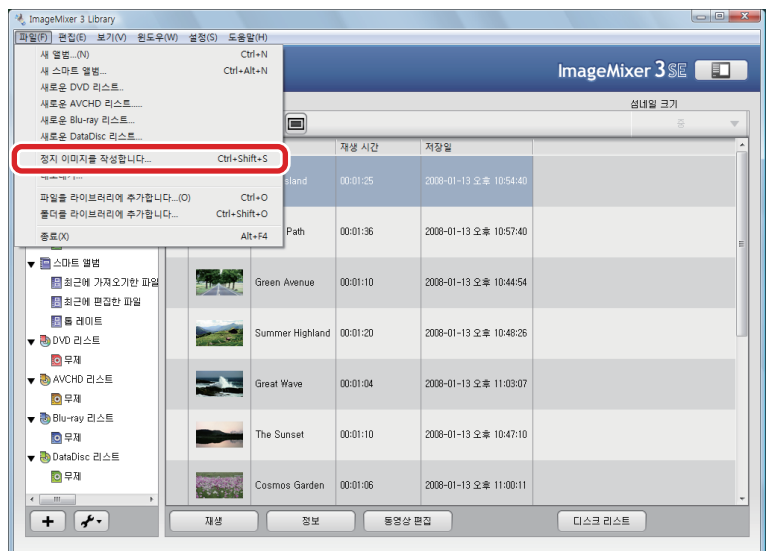 ImageMixer 3 Library
파일(F) 편집(E) 보기(V) 윈도우(W) 설정(S) 도움말(H)
새 앨범...(N) Ctrl+N
새 스마트 앨범... Ctrl+Alt+N
새로운 DVD 리스트..
새로운 AVCHD 리스트.....
새로운 Blu-ray 리스트...
새로운 DataDisc 리스트...
정지 이미지를 작성합니다... Ctrl+Shift+S
파일을 라이브러리에 추가합니다...(O) Ctrl+O
폴더를 라이브러리에 추가합니다... Ctrl+Shift+O
종료(X) Alt+F4
ImageMixer 3 SE
섬네일 크기
중
재생 시간 저장일
sland 00:01:25 2008-01-13 오후 10:54:40
Path 00:01:36 2008-01-13 오후 10:57:40
Green Avenue 00:01:10 2008-01-13 오후 10:44:54
Summer Highland 00:01:20 2008-01-13 오후 10:48:26
Great Wave 00:01:04 2008-01-13 오후 11:03:07
The Sunset 00:01:10 2008-01-13 오후 10:47:10
Cosmos Garden 00:01:06 2008-01-13 오후 11:00:11
스마트 앨범
최근에 가져오기한 파일
최근에 편집한 파일
톱 레이트
DVD 리스트
무제
AVCHD 리스트
무제
Blu-ray 리스트
무제
DataDisc 리스트
무제
재생 정보 동영상 편집 디스크 리스트